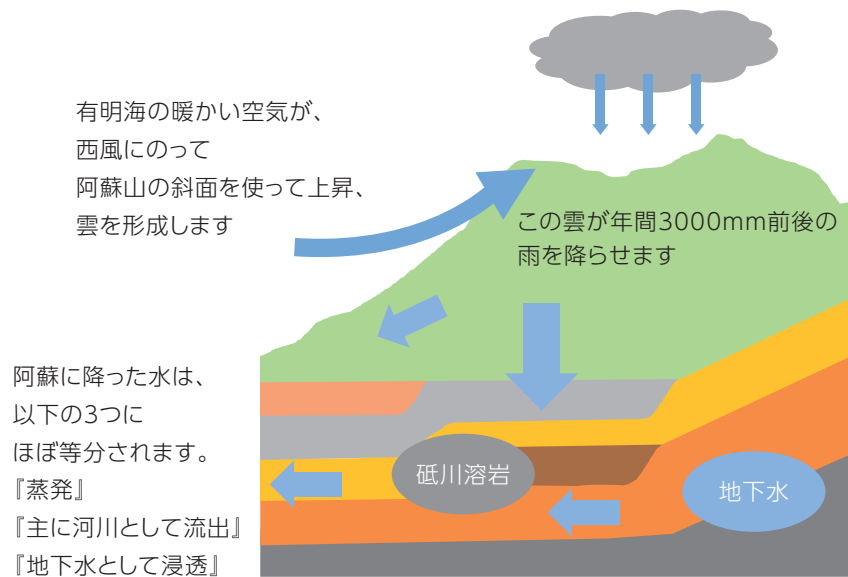 有明海の暖かい空気が、
西風にのって
阿蘇山の斜面を使って上昇、
雲を形成します
この雲が年間3000mm前後の
雨を降らせます
阿蘇に降った水は、
以下の3つに
ほぼ等分されます。
『蒸発』
『主に河川として流出』
『地下水として浸透』
砥川溶岩
地下水